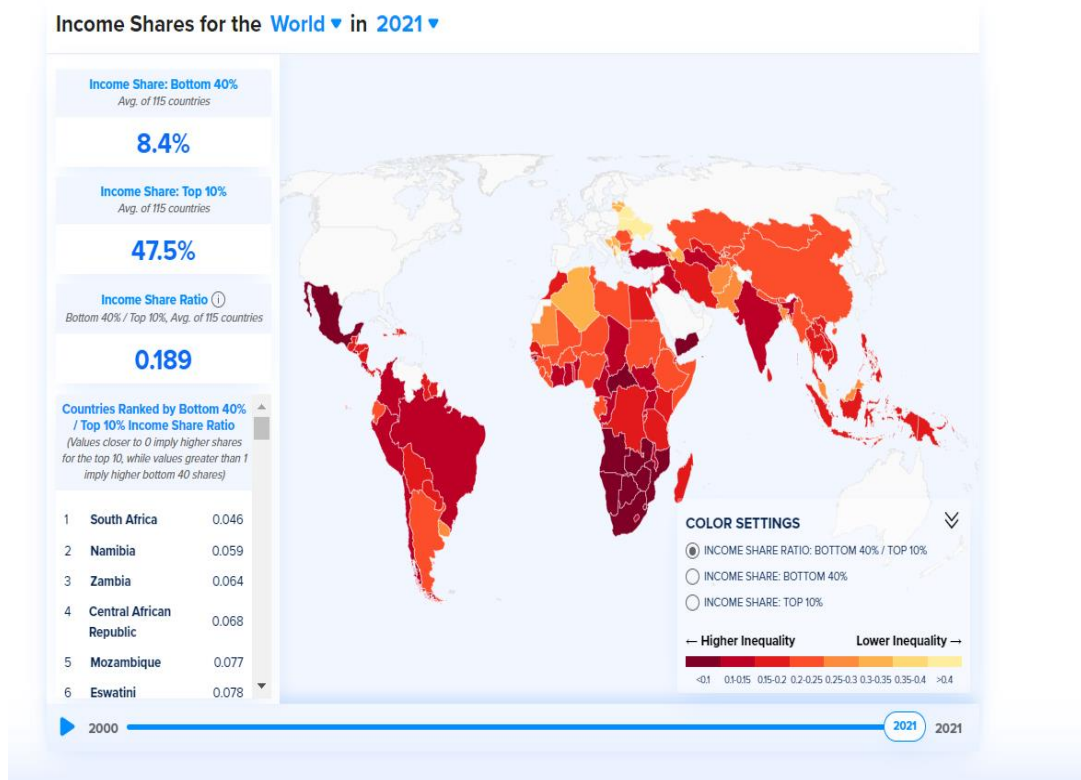 Income Shares for the World ▼ in 2021 ▼
Income Share: Bottom 40%
Avg. of 115 countries
8.4%
Income Share: Top 10%
Avg. of 115 countries
47.5%
Income Share Ratio ⓘ
Bottom 40% / Top 10%, Avg. of 115 countries
0.189
Countries Ranked by Bottom 40%
/ Top 10% Income Share Ratio
(Values closer to 0 imply higher shares
for the top 10, while values greater than 1
imply higher bottom 40 shares)
1 South Africa 0.046
2 Namibia 0.059
3 Zambia 0.064
4 Central African
Republic 0.068
5 Mozambique 0.077
6 Eswatini 0.078
COLOR SETTINGS
INCOME SHARE RATIO: BOTTOM 40% / TOP 10%
INCOME SHARE: BOTTOM 40%
INCOME SHARE: TOP 10%
← Higher Inequality Lower Inequality →
<0.1 0.1-0.15 0.15-0.2 0.2-0.25 0.25-0.3 0.3-0.35 0.35-0.4 >0.4
2000 2021 2021